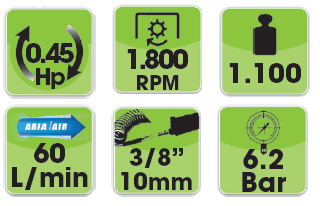 0.45
Hp
1.800
RPM
1.100
ARIA/AIR
60
L/min
3/8”
10mm
6.2
Bar